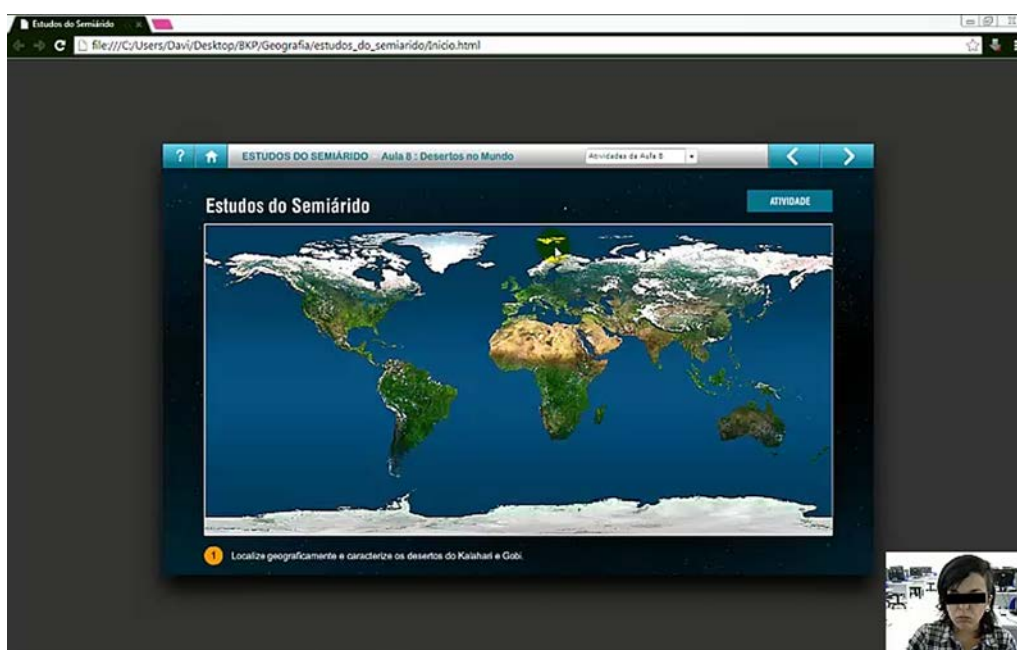 Estudos do Semiárido
file:///C:/Users/Davi/Desktop/BKP/Geografia/estudos_do_semiarido/Inicio.html
? ESTUDOS DO SEMIÁRIDO Aula 8 : Desertos no Mundo Atividades da Aula 8
Estudos do Semiárido
ATIVIDADE
1 Localize geograficamente e caracterize os desertos do Kalahari e Gobi.